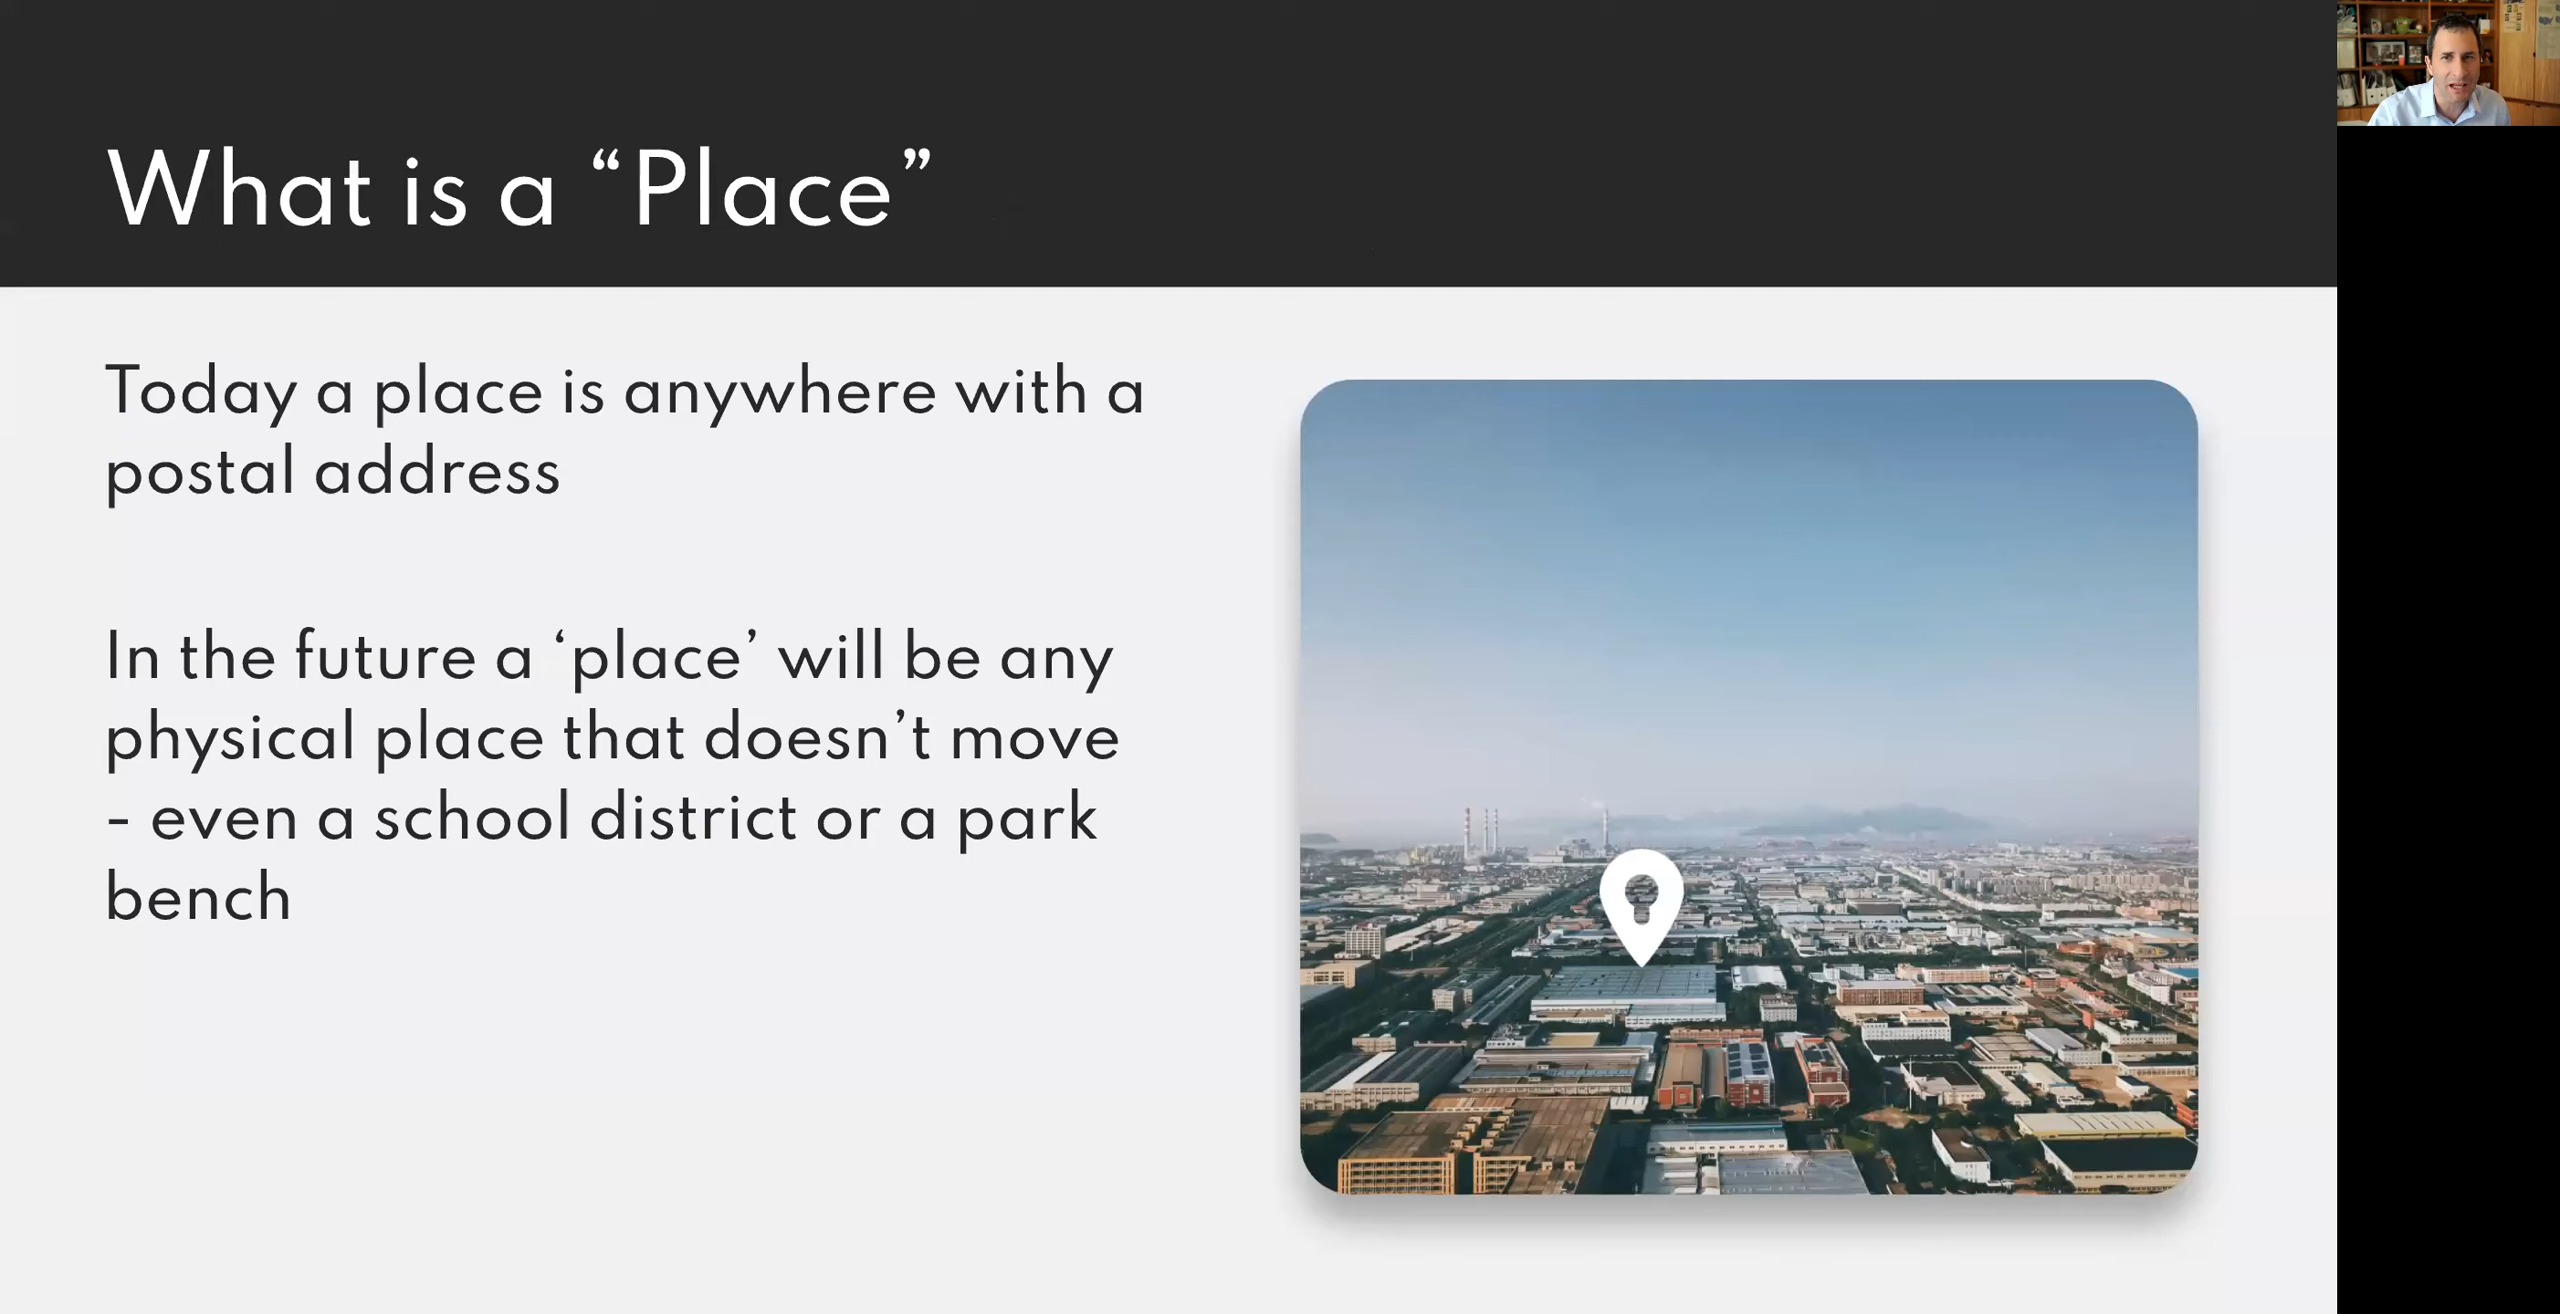 What is a “Place”
Today a place is anywhere with a
postal address
In the future a ‘place’ will be any
physical place that doesn’t move
- even a school district or a park
bench